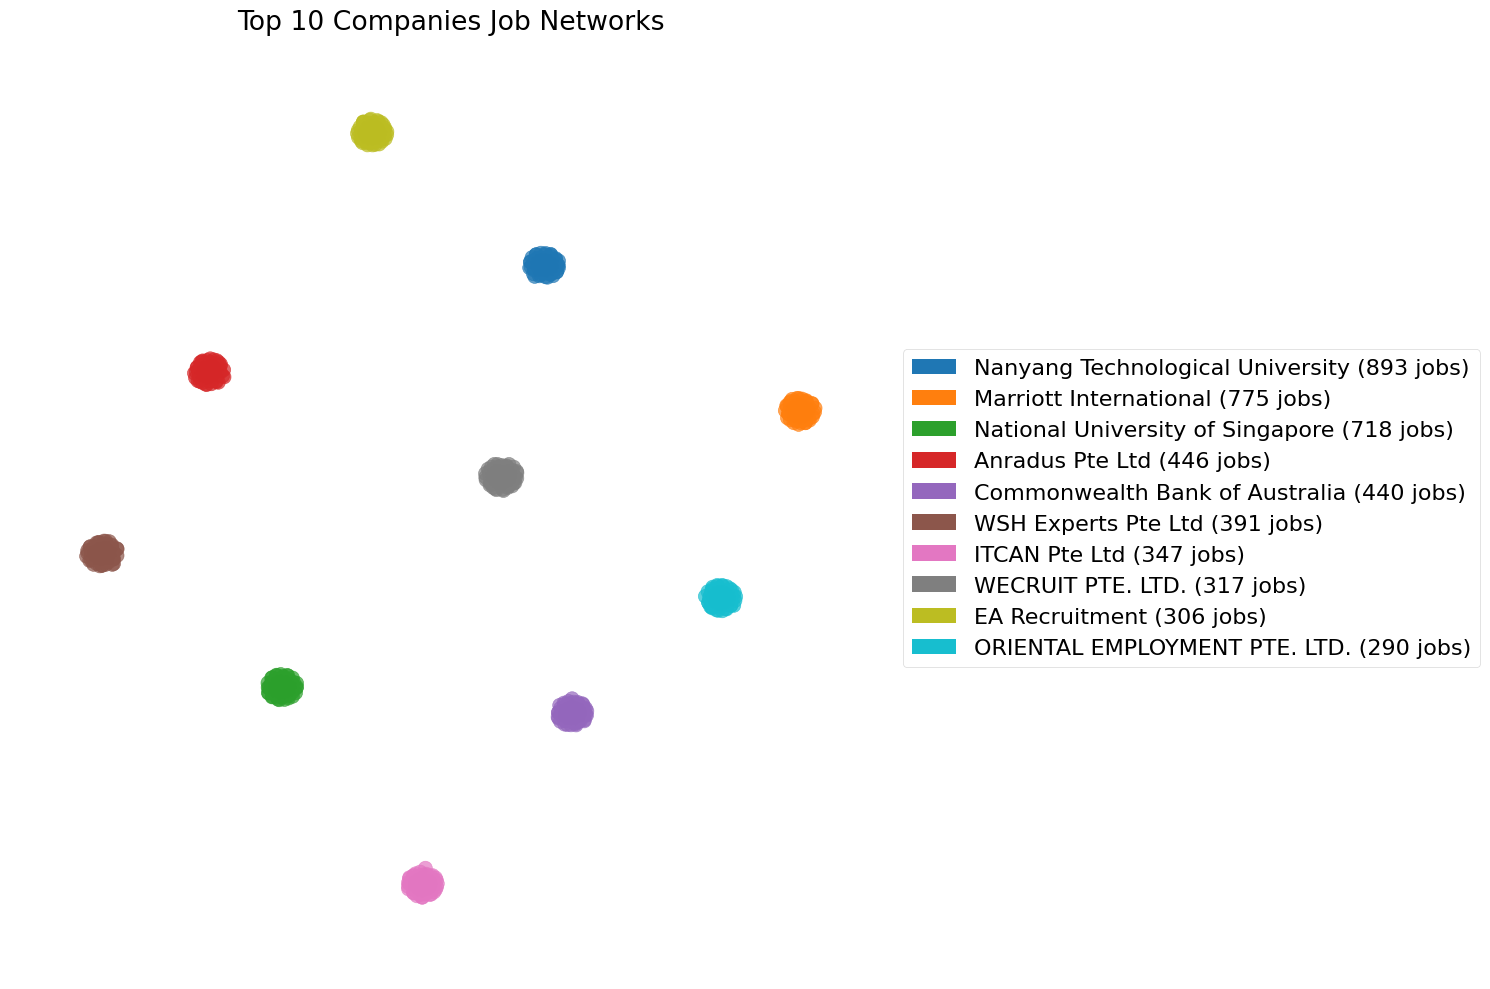 Top 10 Companies Job Networks
Nanyang Technological University (893 jobs)
Marriott International (775 jobs)
National University of Singapore (718 jobs)
Anradus Pte Ltd (446 jobs)
Commonwealth Bank of Australia (440 jobs)
WSH Experts Pte Ltd (391 jobs)
ITCAN Pte Ltd (347 jobs)
WECRUIT PTE. LTD. (317 jobs)
EA Recruitment (306 jobs)
ORIENTAL EMPLOYMENT PTE. LTD. (290 jobs)